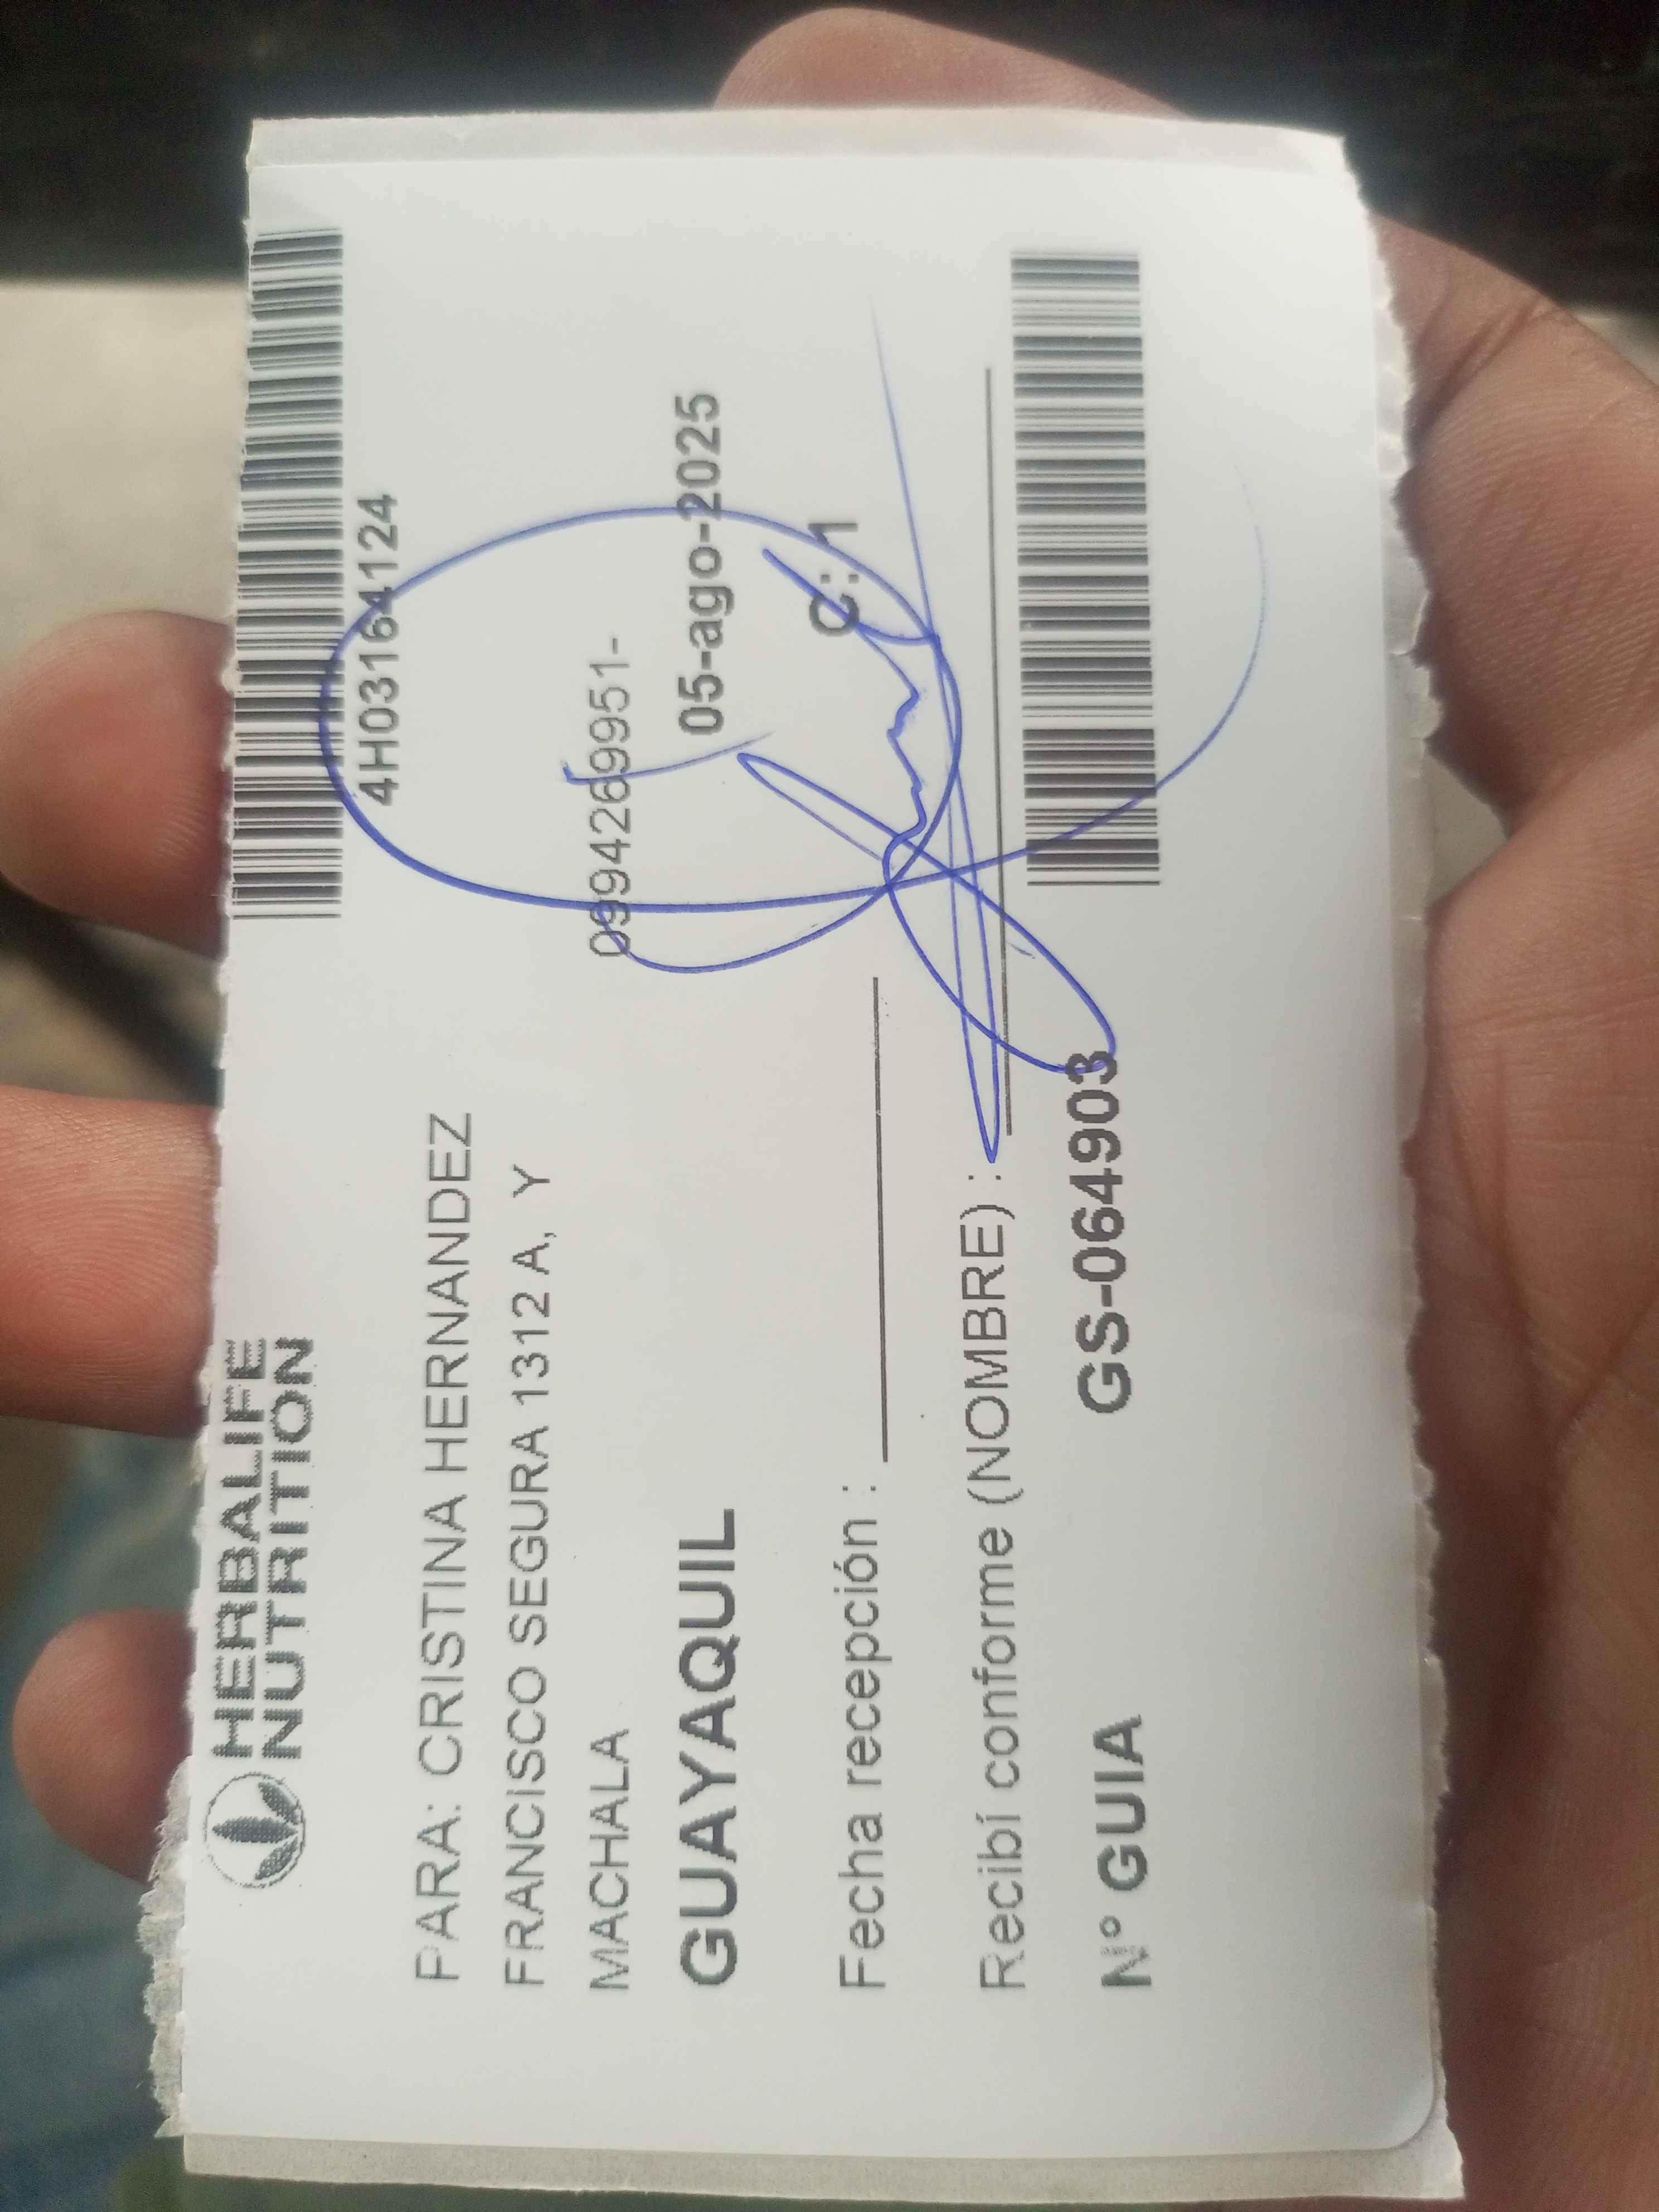 HERBALIFE
NUTRITION
4H03164124
PARA: CRISTINA HERNANDEZ
FRANCISCO SEGURA 1312 A, Y
MACHALA 0994269951-
GUAYAQUIL 05-ago-2025
C: 1
Fecha recepción :
Recibí conforme (NOMBRE) :
N° GUIA GS-064903